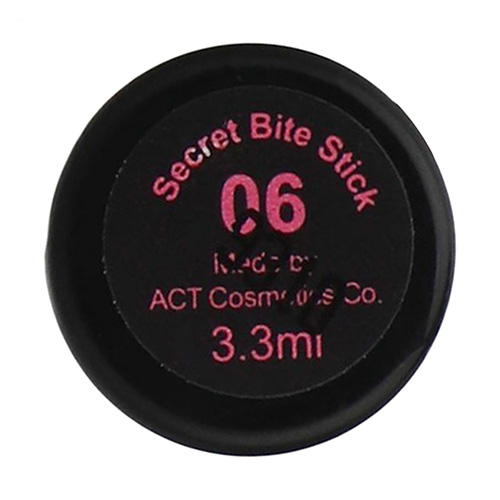 Secret Bite Stick
06
Made by
ACT Cosmetics Co.
3.3ml